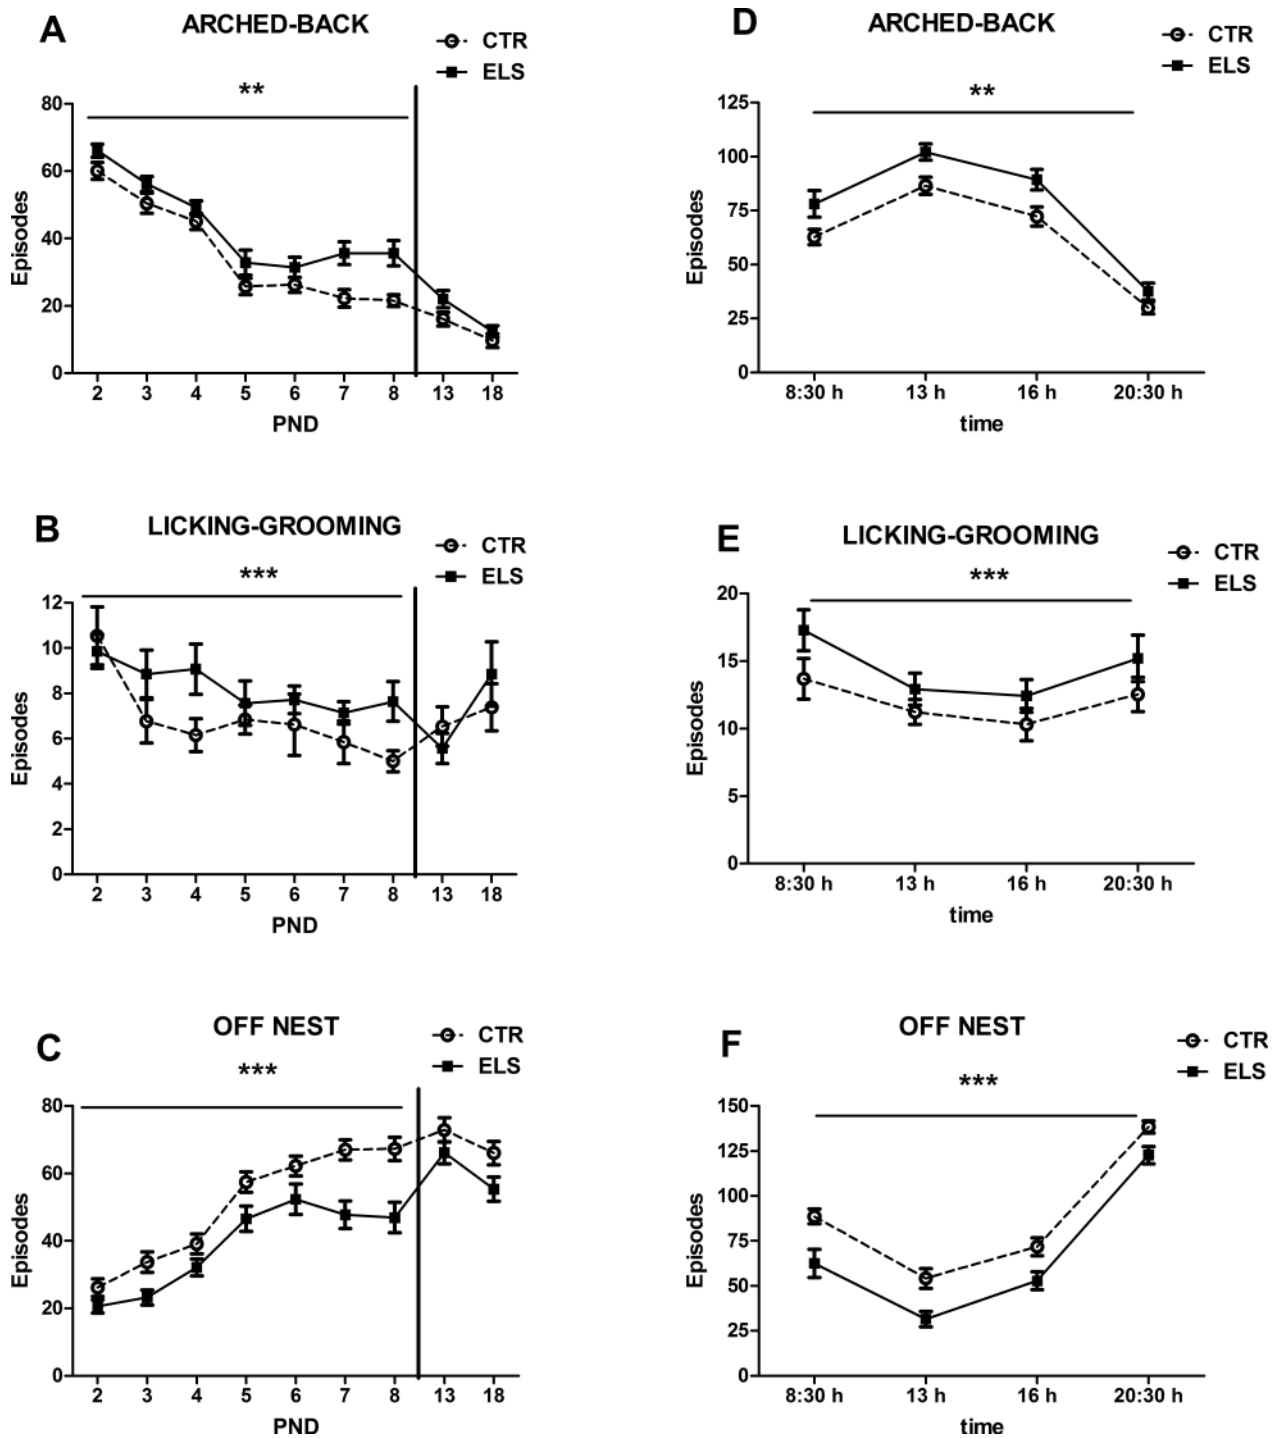 A
ARCHED-BACK
CTR
ELS
**
80
60
40
20
0
Episodes
2 3 4 5 6 7 8 13 18
PND
D
ARCHED-BACK
CTR
ELS
**
125
100
75
50
25
0
Episodes
8:30 h 13 h 16 h 20:30 h
time
B
LICKING-GROOMING
CTR
ELS
***
12
10
8
6
4
2
0
Episodes
2 3 4 5 6 7 8 13 18
PND
E
LICKING-GROOMING
CTR
ELS
***
20
15
10
5
0
Episodes
8:30 h 13 h 16 h 20:30 h
time
C
OFF NEST
CTR
ELS
***
80
60
40
20
0
Episodes
2 3 4 5 6 7 8 13 18
PND
F
OFF NEST
CTR
ELS
***
150
125
100
75
50
25
0
Episodes
8:30 h 13 h 16 h 20:30 h
time